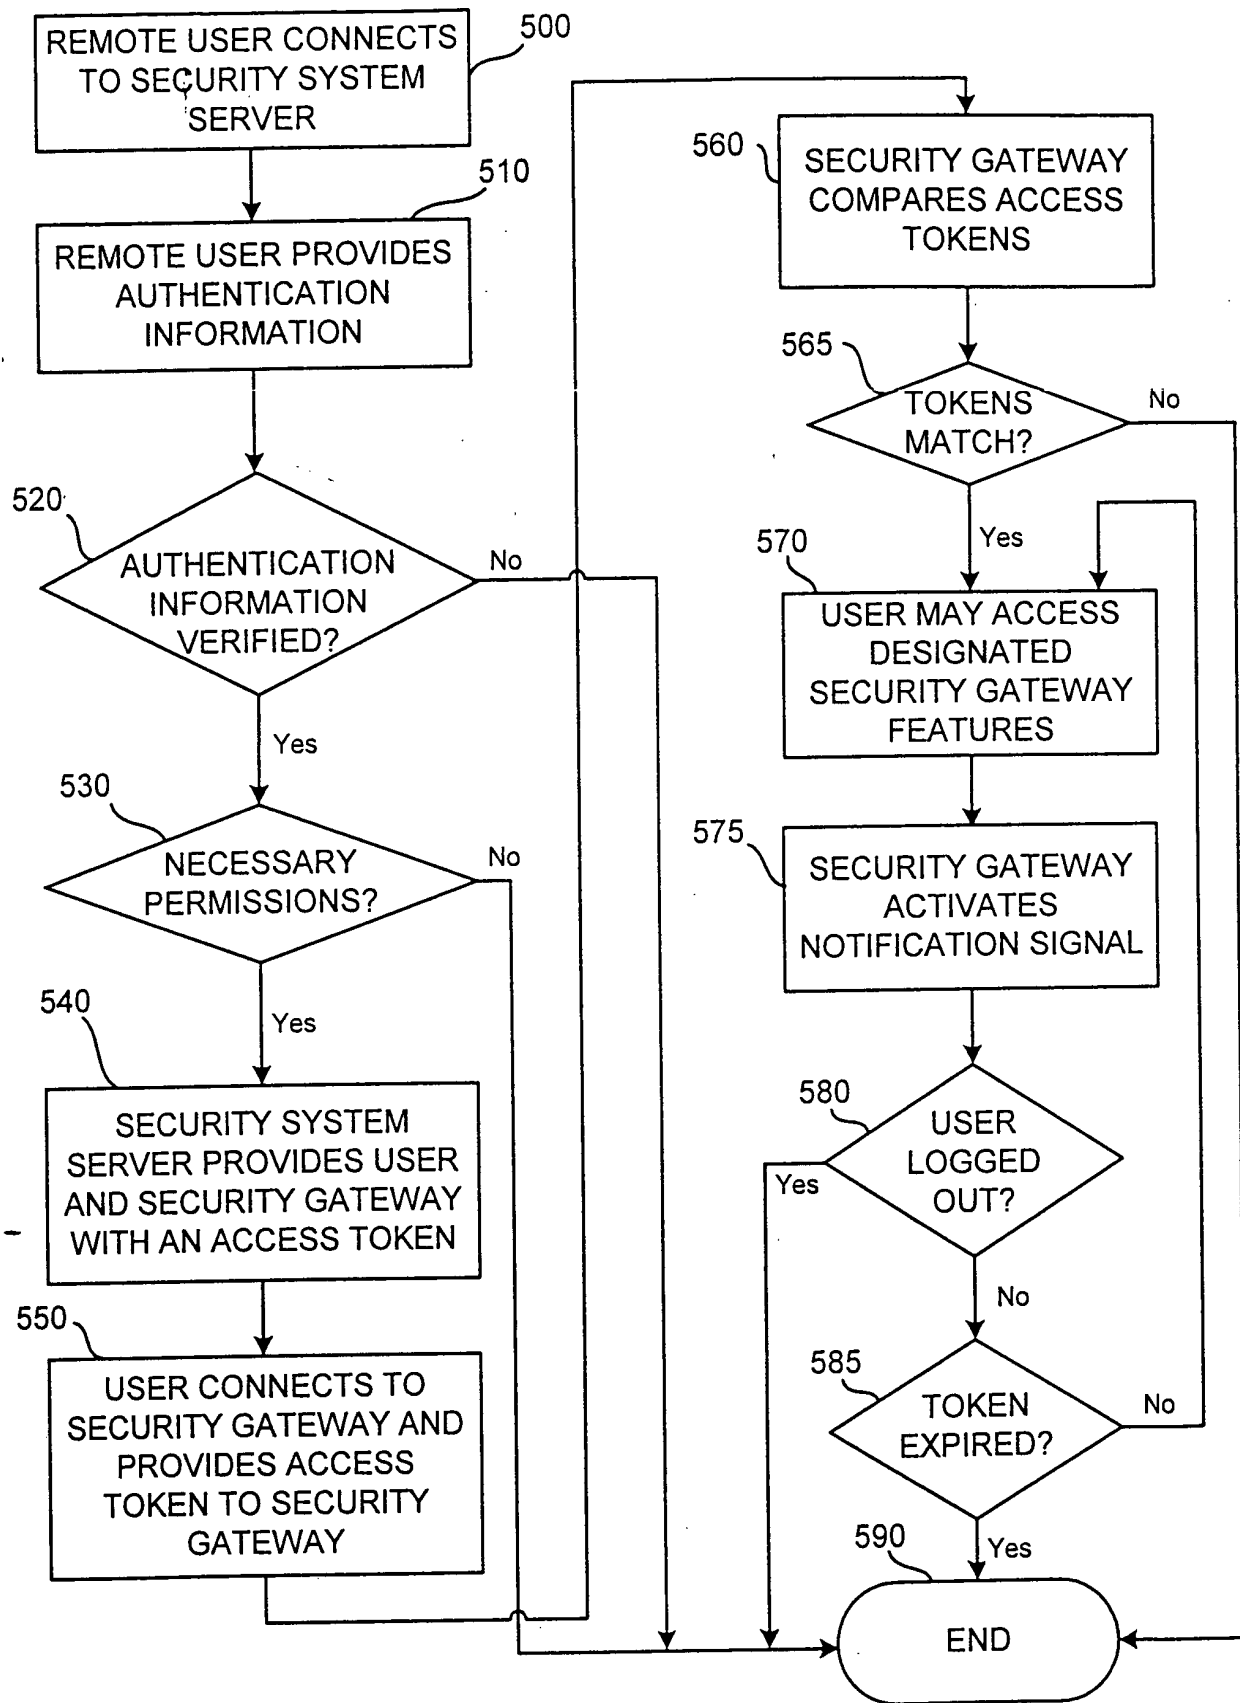 500
REMOTE USER CONNECTS
TO SECURITY SYSTEM
SERVER
510
REMOTE USER PROVIDES
AUTHENTICATION
INFORMATION
520
AUTHENTICATION
INFORMATION
VERIFIED?
No
Yes
530
NECESSARY
PERMISSIONS?
No
Yes
540
SECURITY SYSTEM
SERVER PROVIDES USER
AND SECURITY GATEWAY
WITH AN ACCESS TOKEN
550
USER CONNECTS TO
SECURITY GATEWAY AND
PROVIDES ACCESS
TOKEN TO SECURITY
GATEWAY
560
SECURITY GATEWAY
COMPARES ACCESS
TOKENS
565
TOKENS
MATCH?
No
Yes
570
USER MAY ACCESS
DESIGNATED
SECURITY GATEWAY
FEATURES
575
SECURITY GATEWAY
ACTIVATES
NOTIFICATION SIGNAL
580
USER
LOGGED
OUT?
Yes
No
585
TOKEN
EXPIRED?
No
Yes
590
END